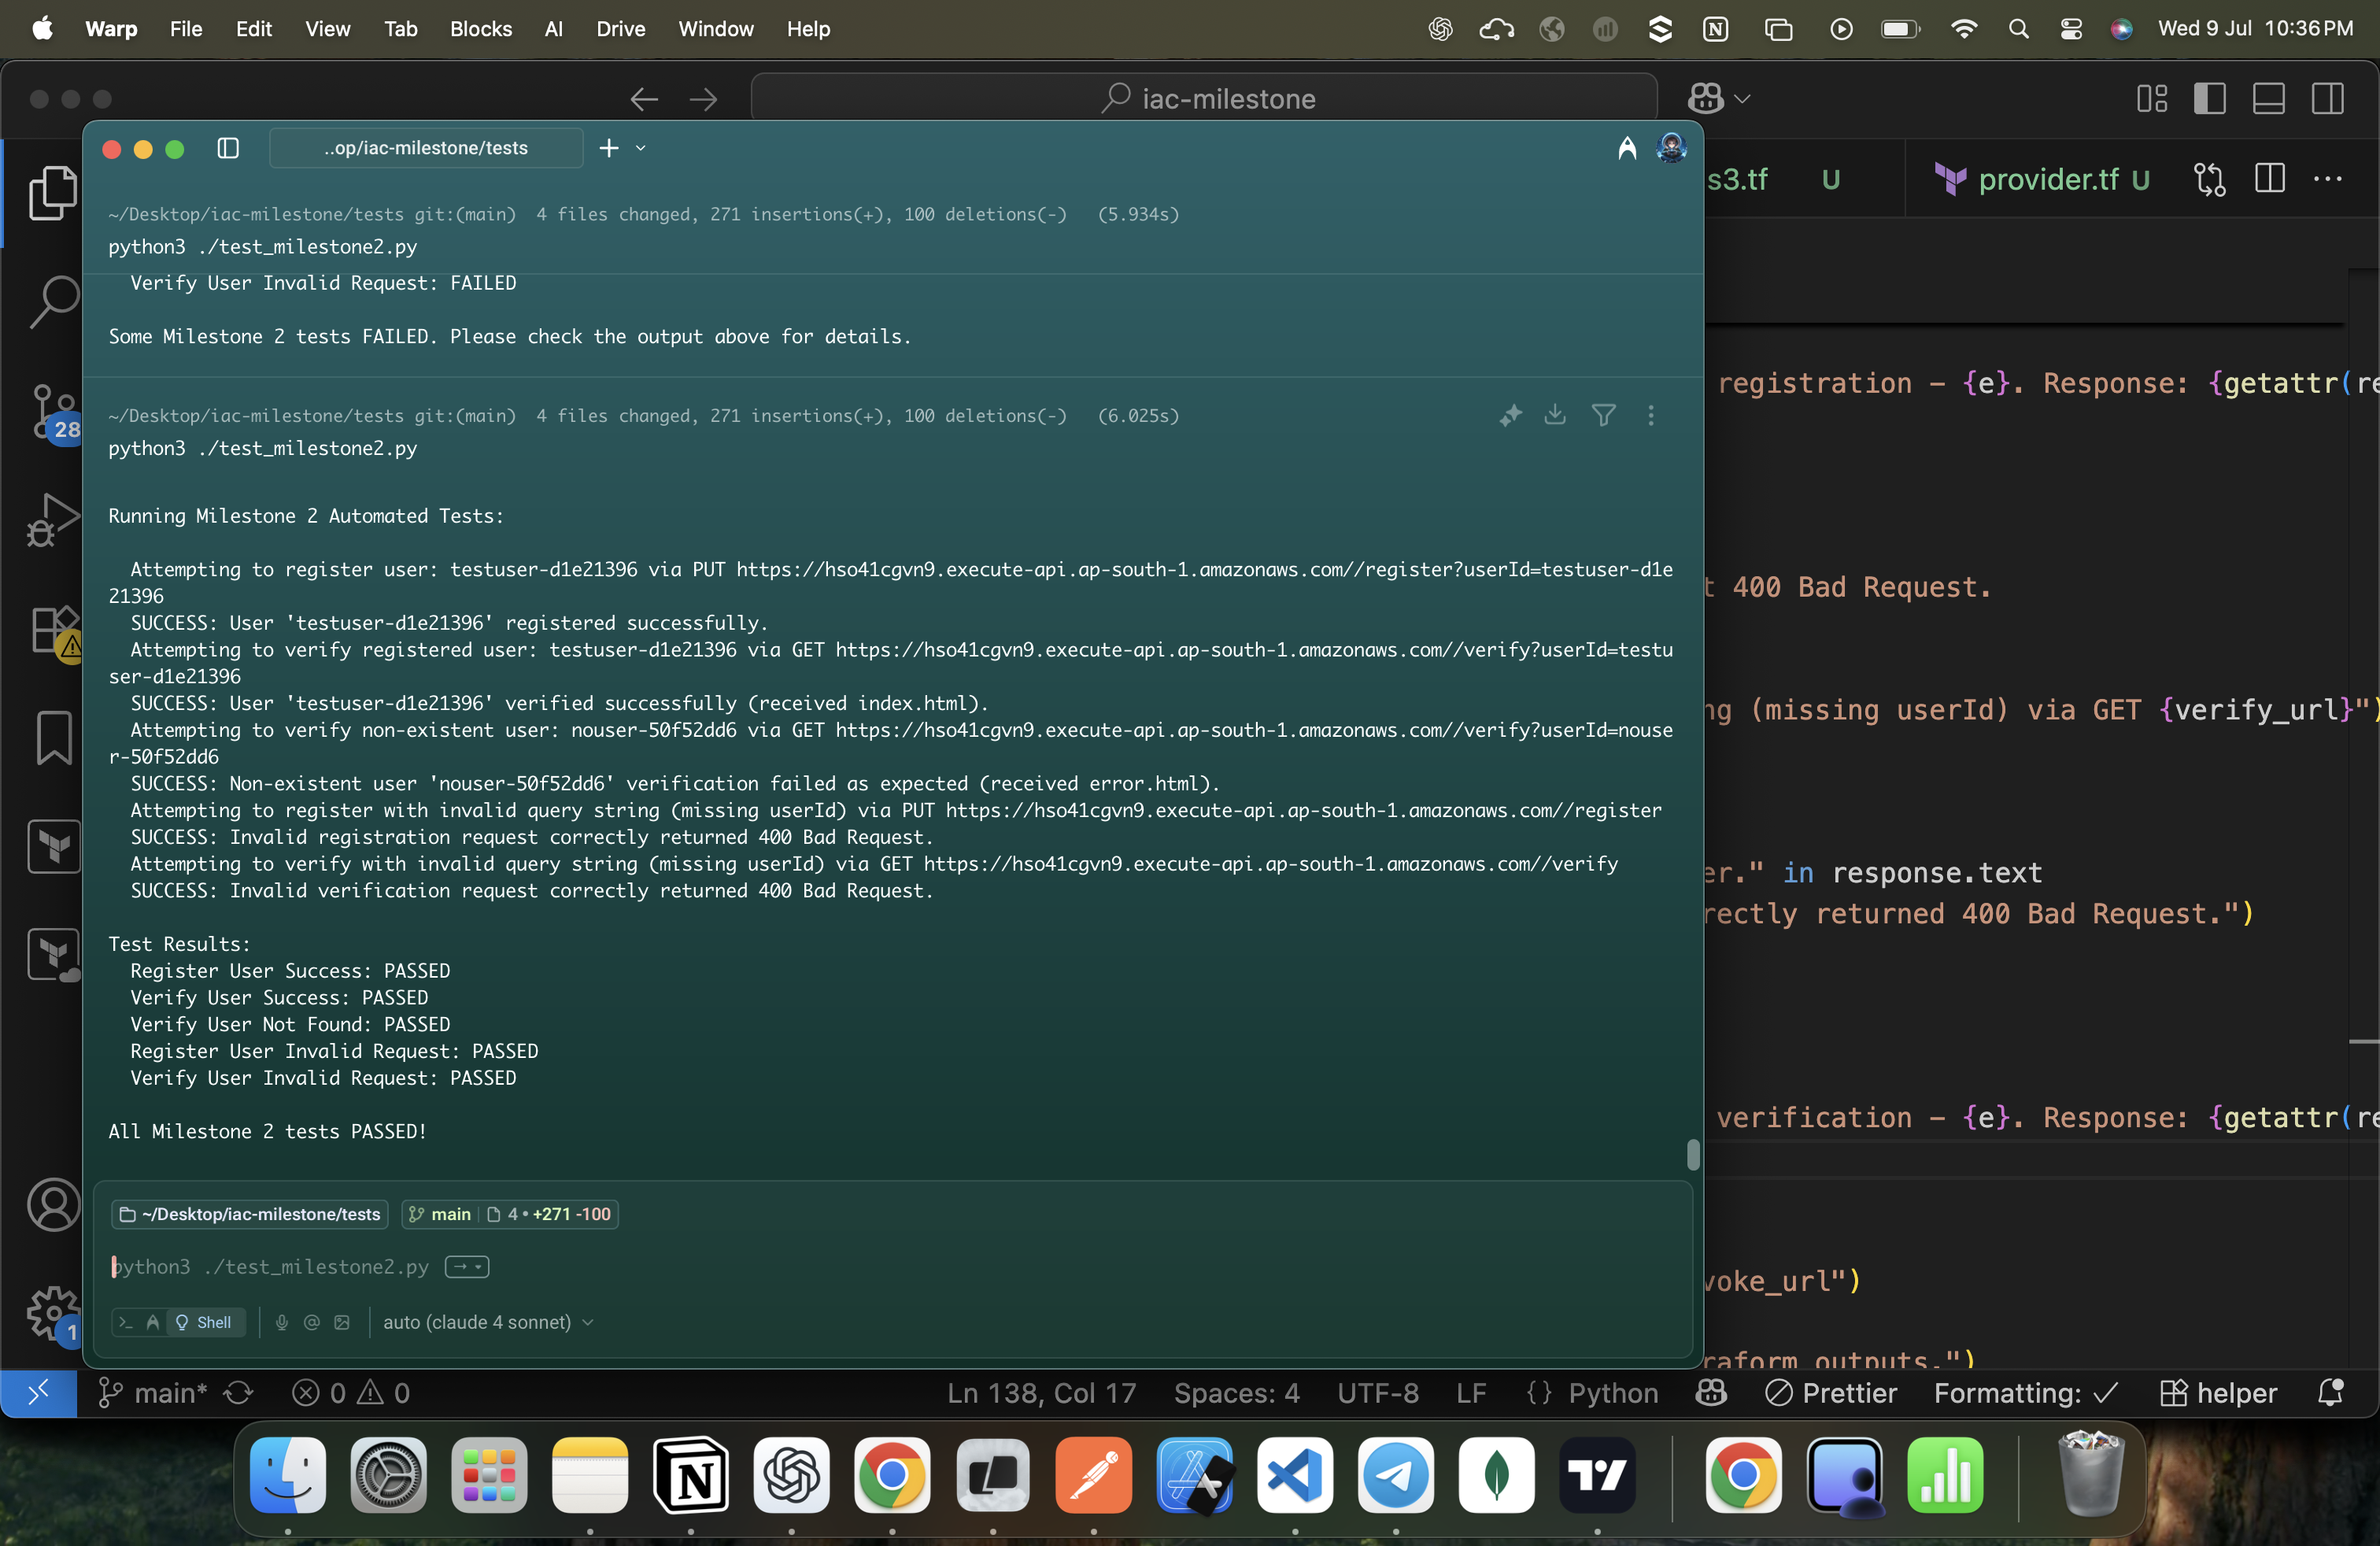 Warp File Edit View Tab Blocks AI Drive Window Help Wed 9 Jul 10:36 PM
iac-milestone
..op/iac-milestone/tests
s3.tf U provider.tf U
~/Desktop/iac-milestone/tests git:(main) 4 files changed, 271 insertions(+), 100 deletions(-) (5.934s)
python3 ./test_milestone2.py
Verify User Invalid Request: FAILED
Some Milestone 2 tests FAILED. Please check the output above for details.
registration - {e}. Response: {getattr(re
~/Desktop/iac-milestone/tests git:(main) 4 files changed, 271 insertions(+), 100 deletions(-) (6.025s)
28
python3 ./test_milestone2.py
Running Milestone 2 Automated Tests:
Attempting to register user: testuser-d1e21396 via PUT https://hso41cgvn9.execute-api.ap-south-1.amazonaws.com//register?userId=testuser-d1e
21396
t 400 Bad Request.
SUCCESS: User 'testuser-d1e21396' registered successfully.
Attempting to verify registered user: testuser-d1e21396 via GET https://hso41cgvn9.execute-api.ap-south-1.amazonaws.com//verify?userId=testu
ser-d1e21396
SUCCESS: User 'testuser-d1e21396' verified successfully (received index.html).
ng (missing userId) via GET {verify_url}")
Attempting to verify non-existent user: nouser-50f52dd6 via GET https://hso41cgvn9.execute-api.ap-south-1.amazonaws.com//verify?userId=nouse
r-50f52dd6
SUCCESS: Non-existent user 'nouser-50f52dd6' verification failed as expected (received error.html).
Attempting to register with invalid query string (missing userId) via PUT https://hso41cgvn9.execute-api.ap-south-1.amazonaws.com//register
SUCCESS: Invalid registration request correctly returned 400 Bad Request.
Attempting to verify with invalid query string (missing userId) via GET https://hso41cgvn9.execute-api.ap-south-1.amazonaws.com//verify
er." in response.text
SUCCESS: Invalid verification request correctly returned 400 Bad Request.
rectly returned 400 Bad Request.")
Test Results:
Register User Success: PASSED
Verify User Success: PASSED
Verify User Not Found: PASSED
Register User Invalid Request: PASSED
Verify User Invalid Request: PASSED
verification - {e}. Response: {getattr(re
All Milestone 2 tests PASSED!
~/Desktop/iac-milestone/tests main 4 • +271 -100
python3 ./test_milestone2.py
voke_url")
Shell auto (claude 4 sonnet)
1
raform outputs.")
main* 0 0 Ln 138, Col 17 Spaces: 4 UTF-8 LF {} Python Prettier Formatting: ✓ helper